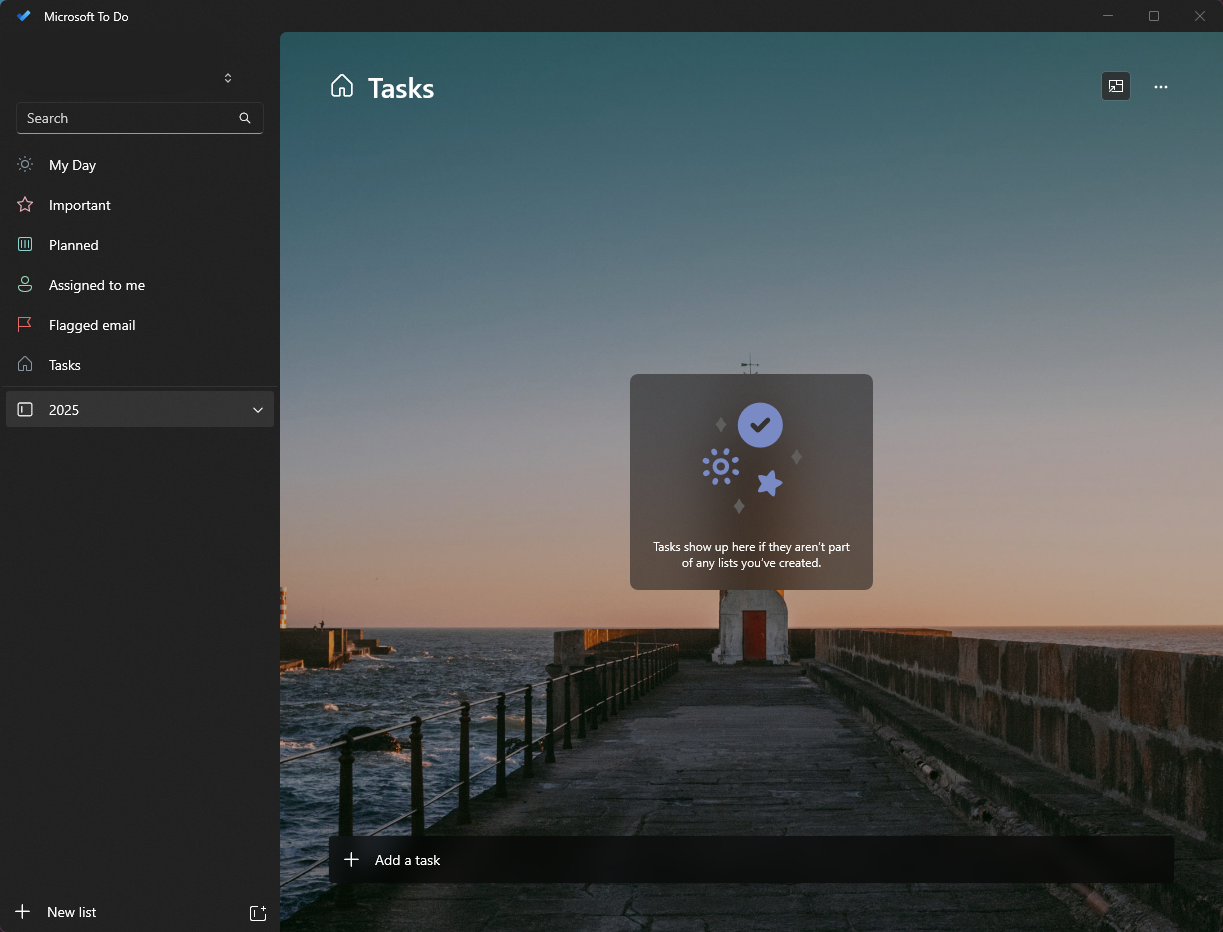 Microsoft To Do
Search
My Day
Important
Planned
Assigned to me
Flagged email
Tasks
2025
New list
Tasks
Tasks show up here if they aren't part
of any lists you've created.
Add a task